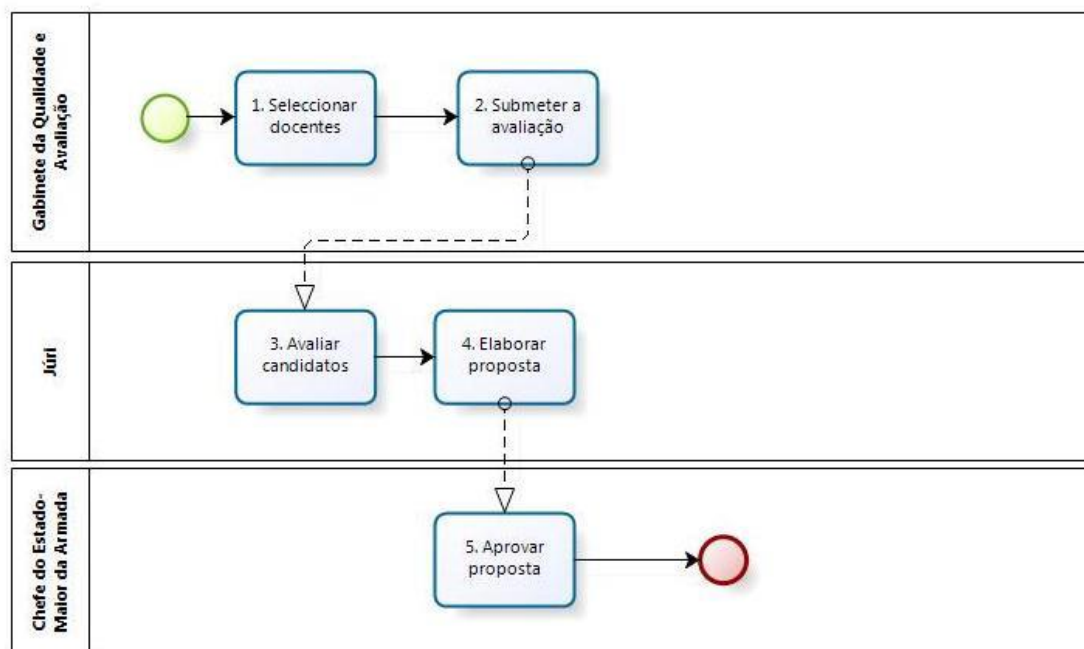 Gabinete da Qualidade e
Avaliação
1. Seleccionar
docentes
2. Submeter a
avaliação
Júri
3. Avaliar
candidatos
4. Elaborar
proposta
Chefe do Estado-
Maior da Armada
5. Aprovar
proposta